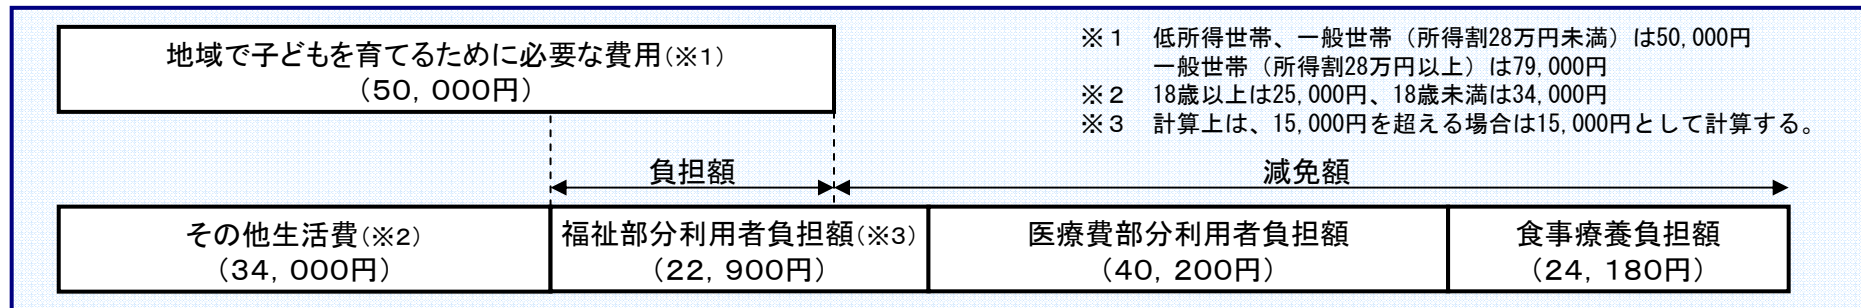 地域で子どもを育てるために必要な費用(※1)
(50, 000円)
※1 低所得世帯、一般世帯（所得割28万円未満）は50,000円
一般世帯（所得割28万円以上）は79,000円
※2 18歳以上は25,000円、18歳未満は34,000円
※3 計算上は、15,000円を超える場合は15,000円として計算する。
負担額
減免額
その他生活費(※2)
(34, 000円)
福祉部分利用者負担額(※3)
(22, 900円)
医療費部分利用者負担額
(40, 200円)
食事療養負担額
(24, 180円)